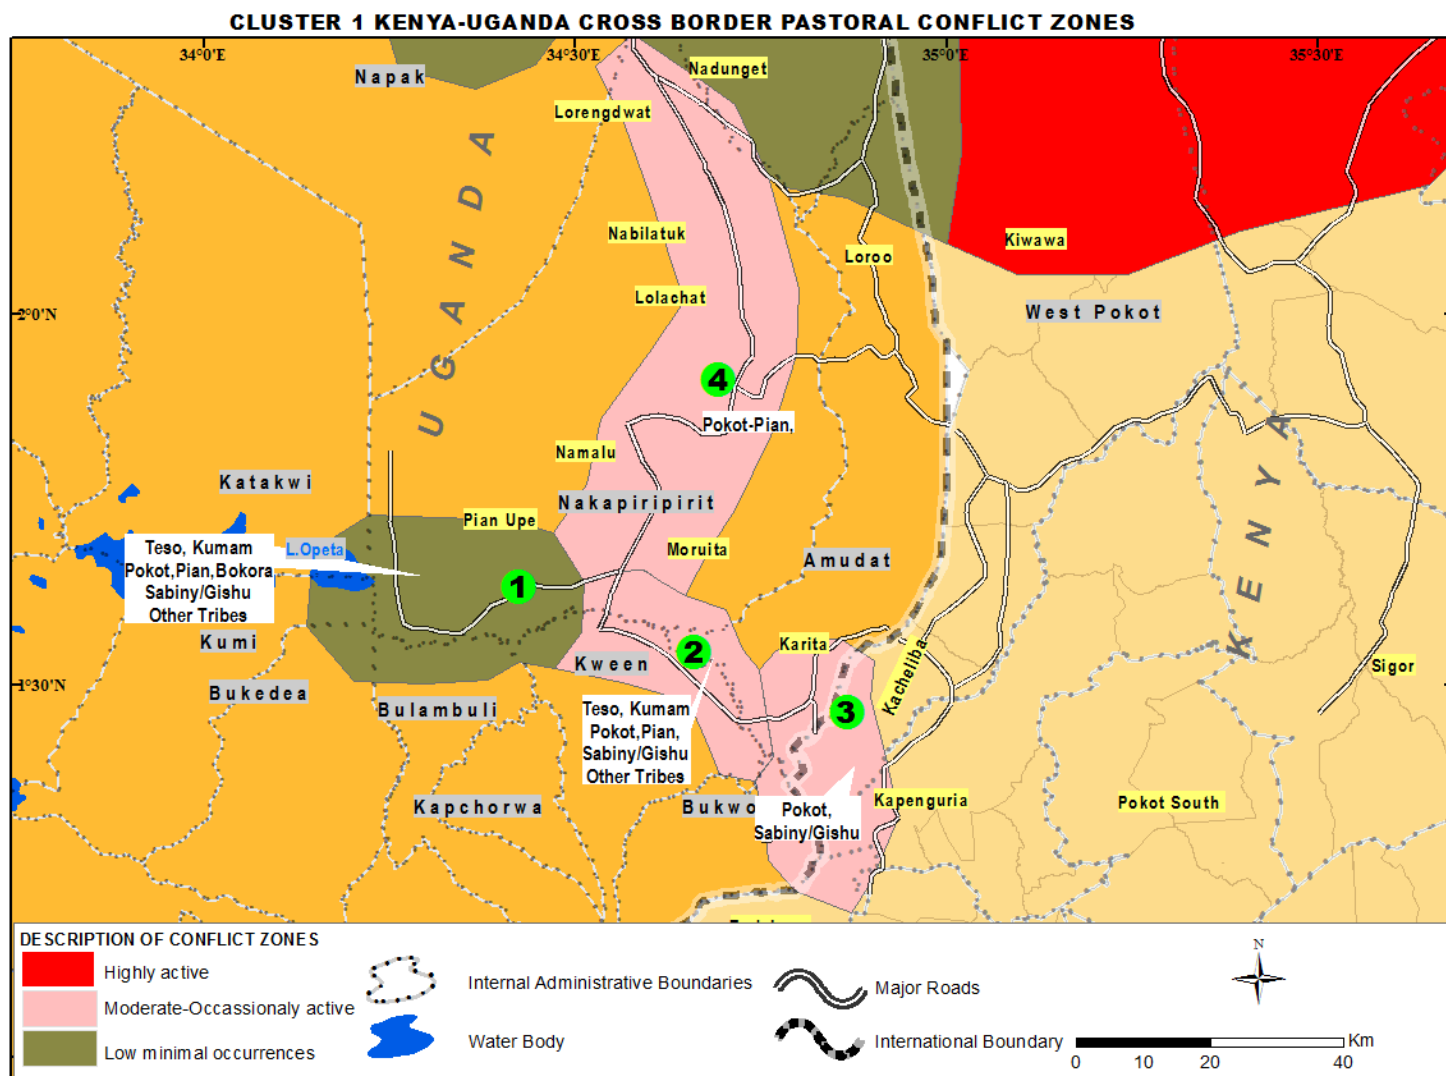 CLUSTER 1 KENYA-UGANDA CROSS BORDER PASTORAL CONFLICT ZONES
34°0'E
34°30'E
35°0'E
35°30'E
Napak
Nadunget
Lorengdwat
UGANDA
Nabilatuk
Kiwawa
Loroo
Lolachat
2°0'N
West Pokot
4
Pokot-Pian,
Namalu
KENYA
Katakwi
Nakapiripirit
Pian Upe
L.Opeta
Moruita
Amudat
Teso, Kumam
Pokot,Pian,Bokora
Sabiny/Gishu
Other Tribes
1
Kumi
Karita
2
Kween
Kacheliba
Sigor
1°30'N
Bukedea
Bulambuli
3
Teso, Kumam
Pokot,Pian,
Sabiny/Gishu
Other Tribes
Kapchorwa
Bukwo
Pokot,
Sabiny/Gishu
Kapenguria
Pokot South
DESCRIPTION OF CONFLICT ZONES
Highly active
Moderate-Occassionaly active
Low minimal occurrences
Internal Administrative Boundaries
Water Body
Major Roads
International Boundary
N
Km
0 10 20 40